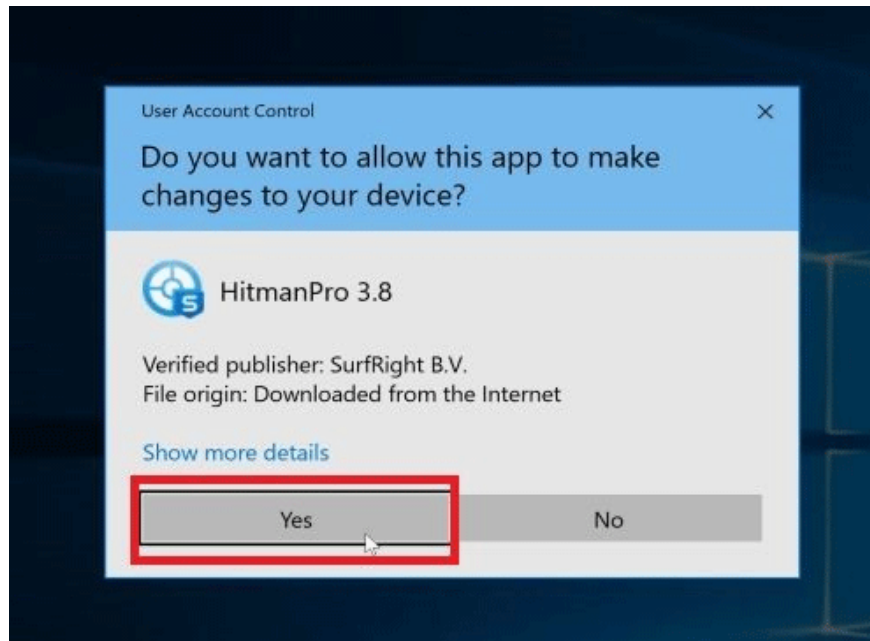 User Account Control
Do you want to allow this app to make
changes to your device?
S
HitmanPro 3.8
Verified publisher: SurfRight B.V.
File origin: Downloaded from the Internet
Show more details
Yes
No